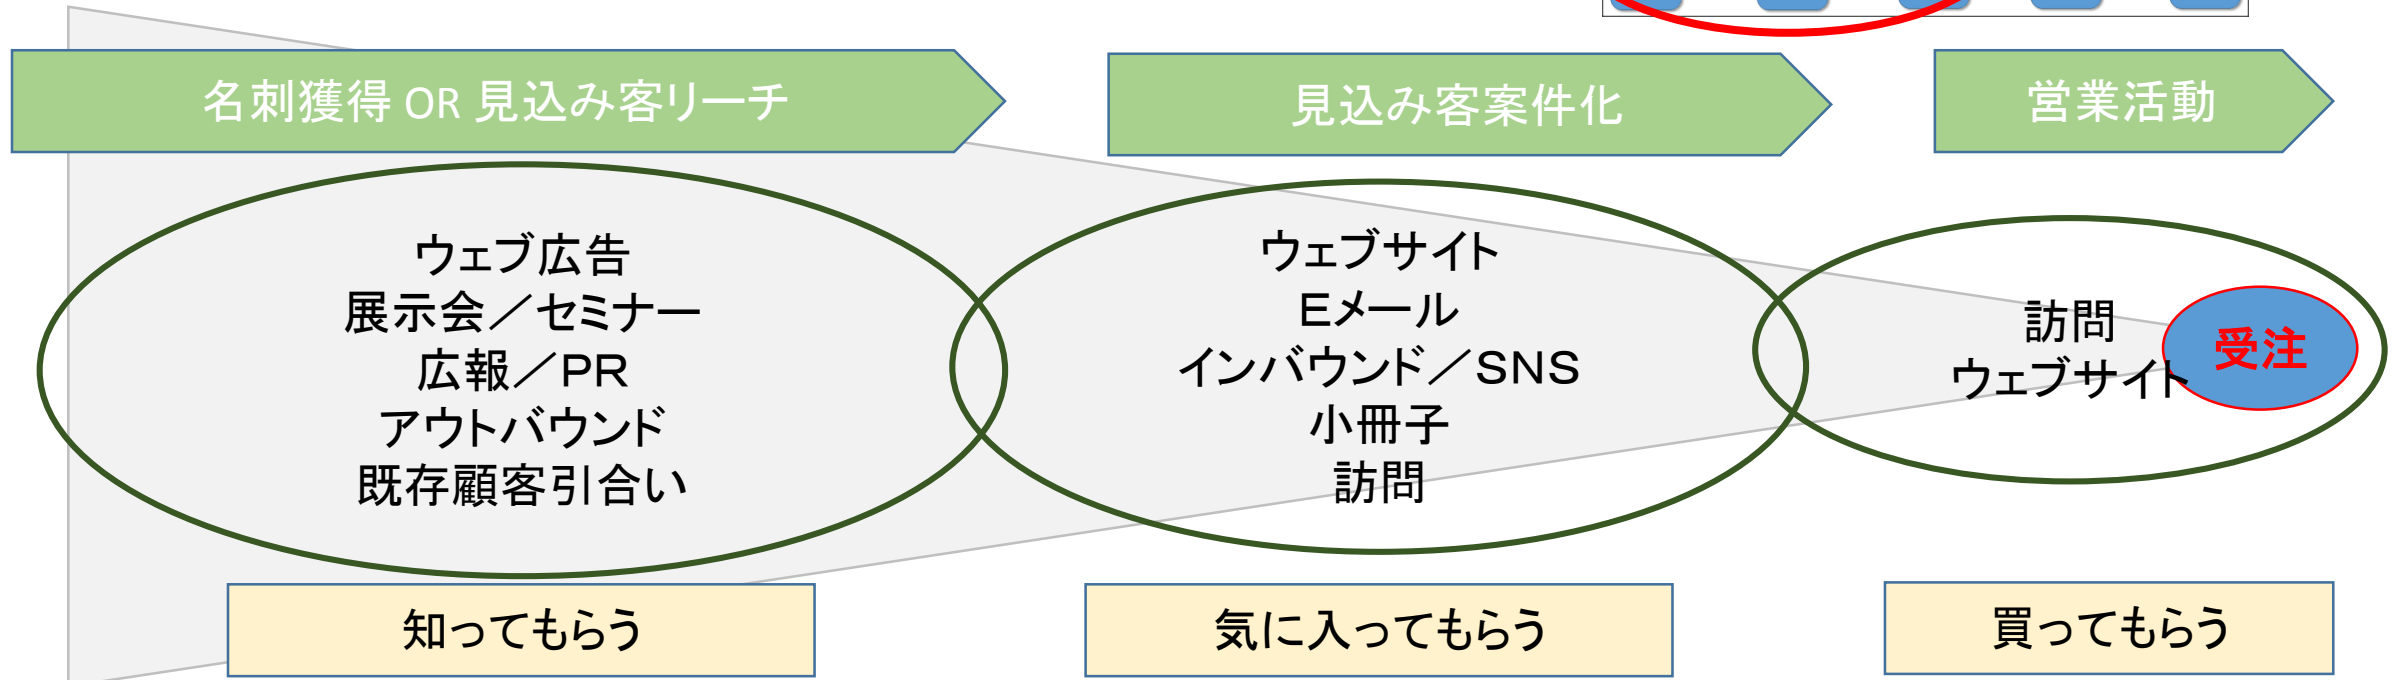 名刺獲得 OR 見込み客リーチ
見込み客案件化
営業活動
ウェブ広告
展示会／セミナー
広報／PR
アウトバウンド
既存顧客引合い
ウェブサイト
Eメール
インバウンド／SNS
小冊子
訪問
訪問
ウェブサイト
受注
知ってもらう
気に入ってもらう
買ってもらう